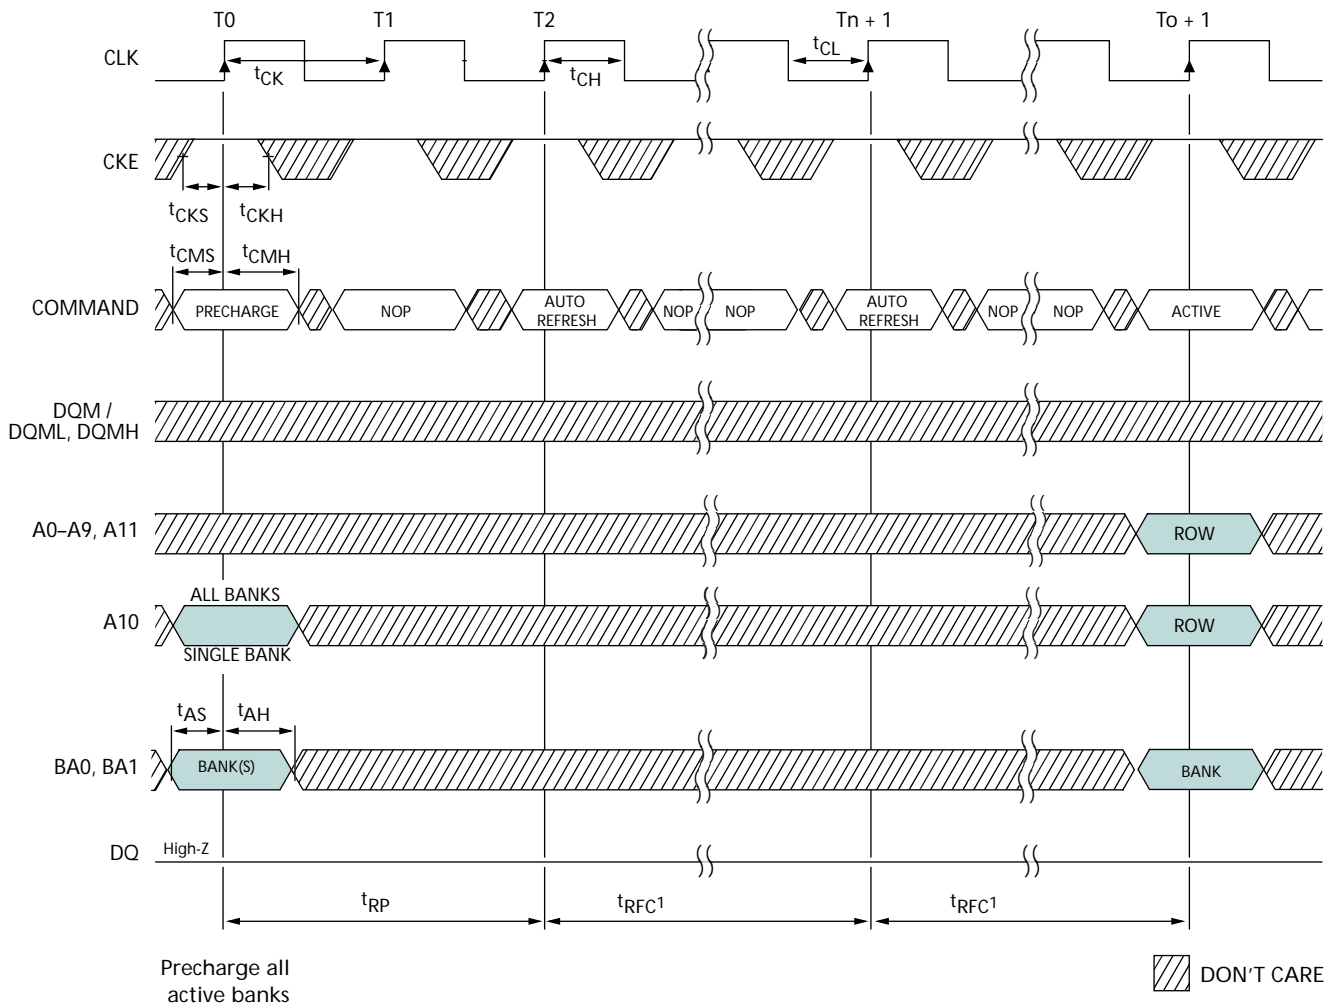 T0 T1 T2 Tn + 1 To + 1
CLK
tCK tCH tCL
CKE
tCKS tCKH
tCMS tCMH
COMMAND
PRECHARGE NOP AUTO REFRESH NOP NOP AUTO REFRESH NOP NOP ACTIVE
DQM /
DQML, DQMH
A0–A9, A11 ROW
ALL BANKS
A10 ROW
SINGLE BANK
tAS tAH
BA0, BA1 BANK(S) BANK
DQ High-Z
tRP tRFC1 tRFC1
Precharge all
active banks
DON'T CARE